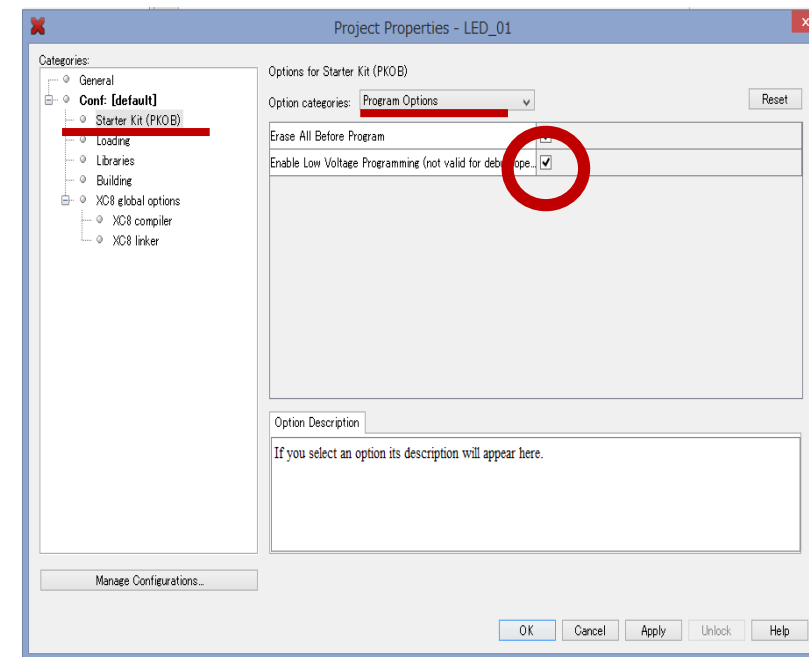 Project Properties - LED_01
x
Categories:
General
Conf: [default]
Starter Kit (PKOB)
Loading
Libraries
Building
XC8 global options
XC8 compiler
XC8 linker
Manage Configurations...
Options for Starter Kit (PKOB)
Option categories: Program Options
Reset
Erase All Before Program
Enable Low Voltage Programming (not valid for debug ope...
Option Description
If you select an option its description will appear here.
OK Cancel Apply Unlock Help